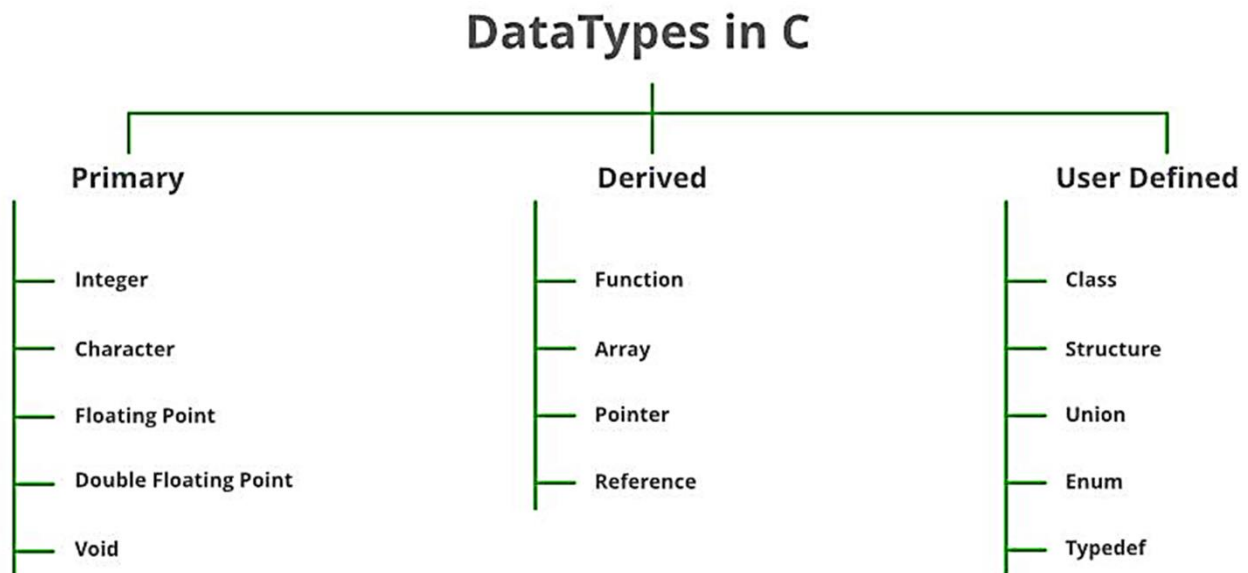 DataTypes in C
Primary
Derived
User Defined
Integer
Function
Class
Character
Array
Structure
Floating Point
Pointer
Union
Double Floating Point
Reference
Enum
Void
Typedef